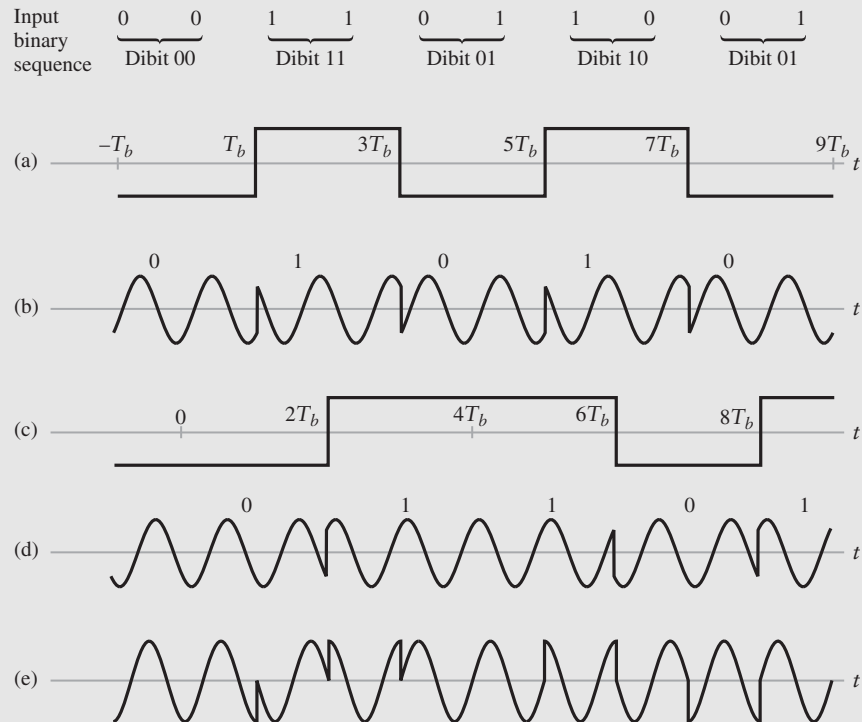 Input binary sequence
0 0 1 1 0 1 1 0 0 1
Dibit 00 Dibit 11 Dibit 01 Dibit 10 Dibit 01
(a) –T_b T_b 3T_b 5T_b 7T_b 9T_b t
0 1 0 1 0
(b) t
(c) 0 2T_b 4T_b 6T_b 8T_b t
0 1 1 0 1
(d) t
(e) t